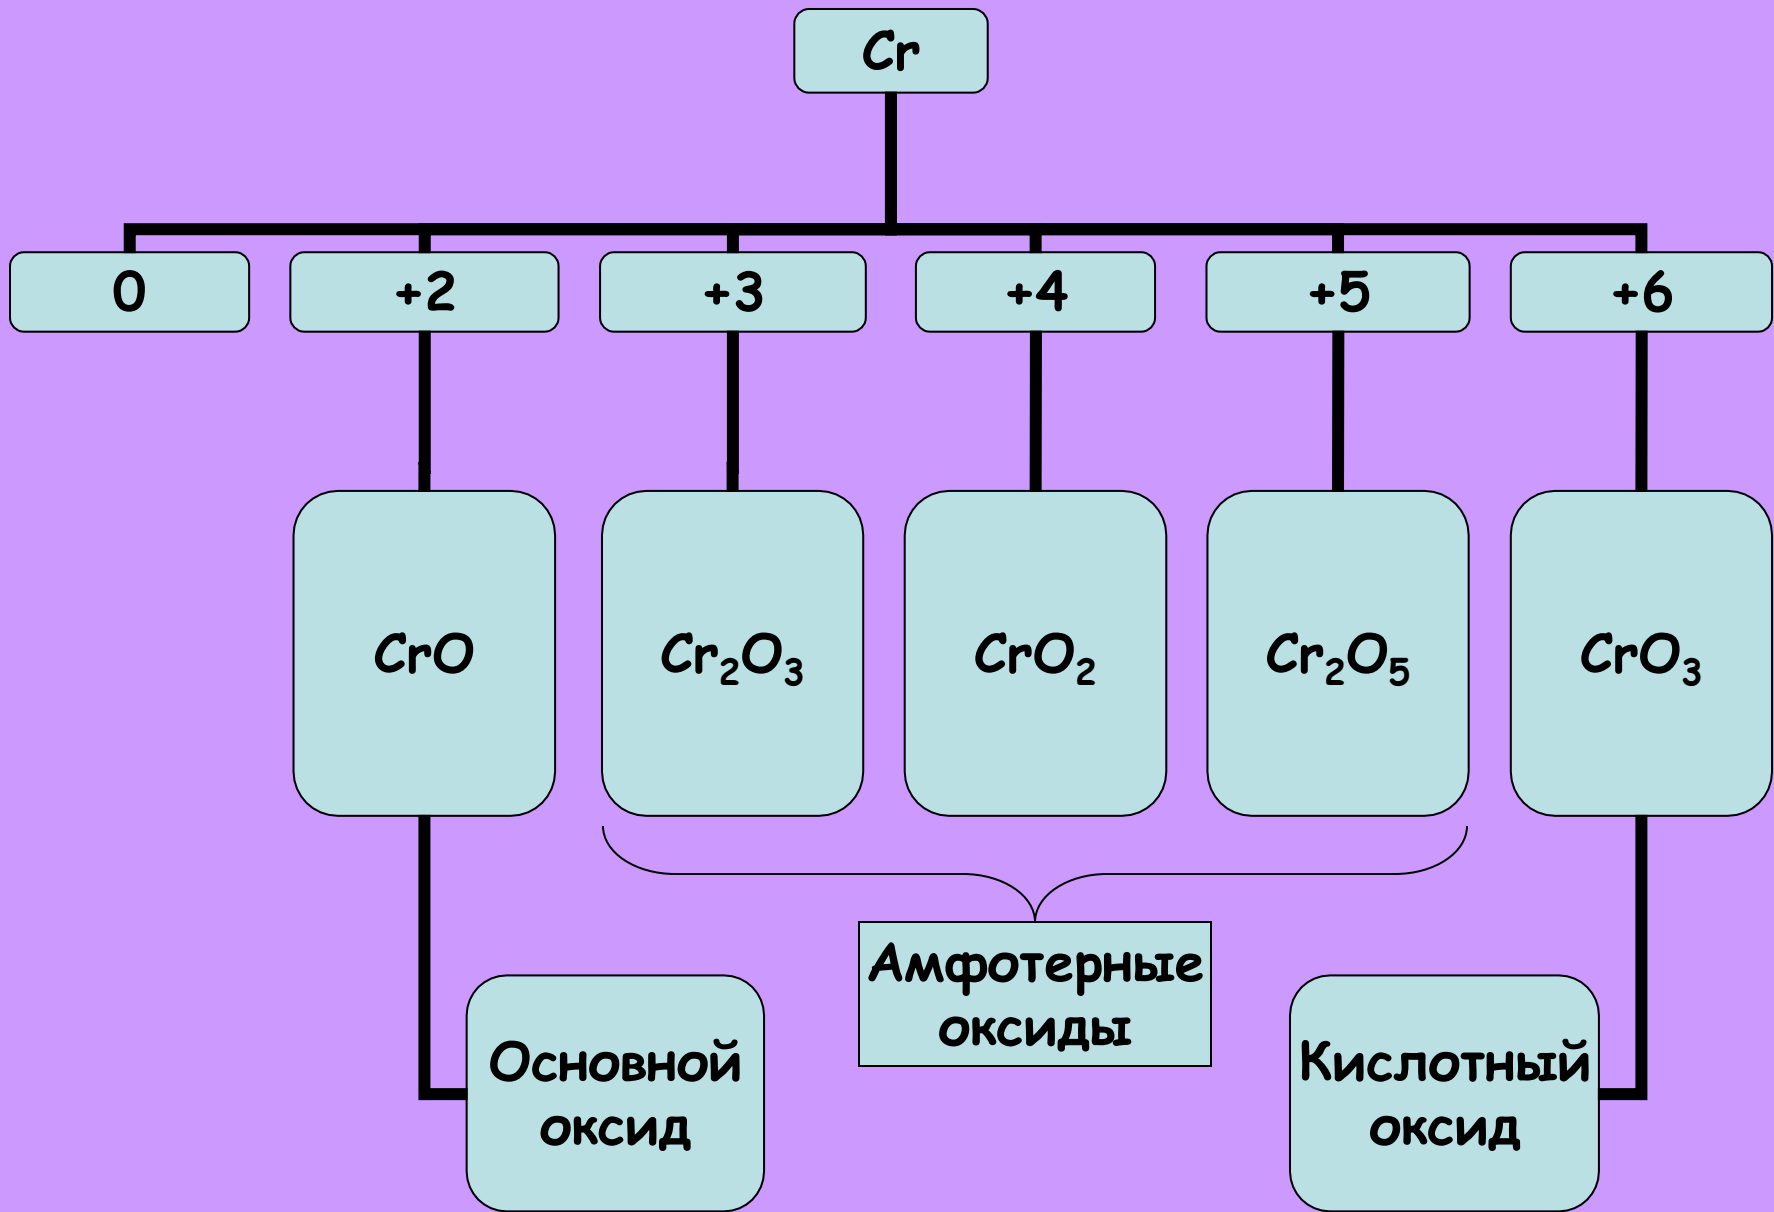 Cr
0 +2 +3 +4 +5 +6
CrO Cr₂O₃ CrO₂ Cr₂O₅ CrO₃
Амфотерные
оксиды
Основной
оксид
Кислотный
оксид